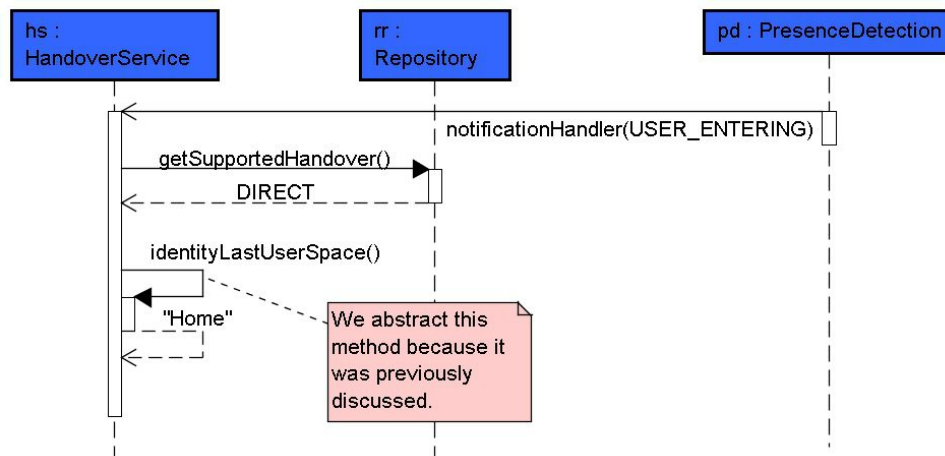 hs :
HandoverService
rr :
Repository
pd : PresenceDetection
notificationHandler(USER_ENTERING)
getSupportedHandover()
DIRECT
identityLastUserSpace()
"Home"
We abstract this
method because it
was previously
discussed.